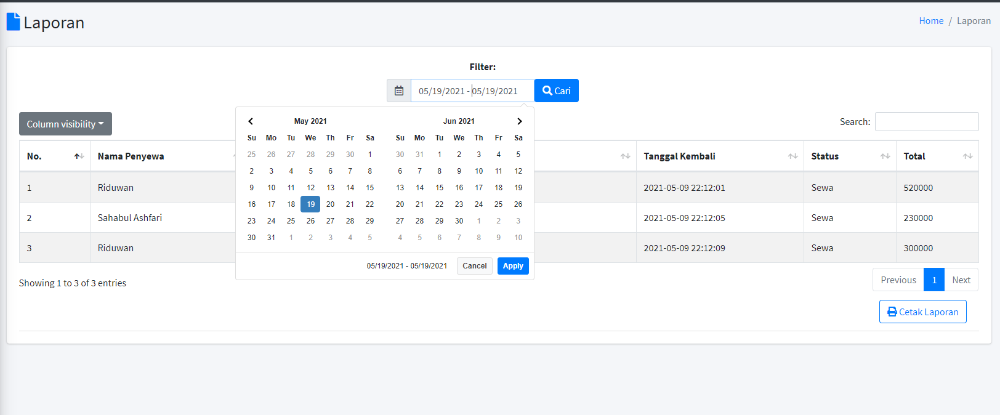 Laporan
Home / Laporan
Filter:
05/19/2021 - 05/19/2021
Cari
Column visibility
Search:
May 2021
Su Mo Tu We Th Fr Sa
25 26 27 28 29 30 1
2 3 4 5 6 7 8
9 10 11 12 13 14 15
16 17 18 19 20 21 22
23 24 25 26 27 28 29
30 31 1 2 3 4 5
Jun 2021
Su Mo Tu We Th Fr Sa
30 31 1 2 3 4 5
6 7 8 9 10 11 12
13 14 15 16 17 18 19
20 21 22 23 24 25 26
27 28 29 30 1 2 3
4 5 6 7 8 9 10
05/19/2021 - 05/19/2021
Cancel
Apply
No. Nama Penyewa Tanggal Kembali Status Total
1 Riduwan 2021-05-09 22:12:01 Sewa 520000
2 Sahabul Ashfari 2021-05-09 22:12:05 Sewa 230000
3 Riduwan 2021-05-09 22:12:09 Sewa 300000
Showing 1 to 3 of 3 entries
Previous 1 Next
Cetak Laporan